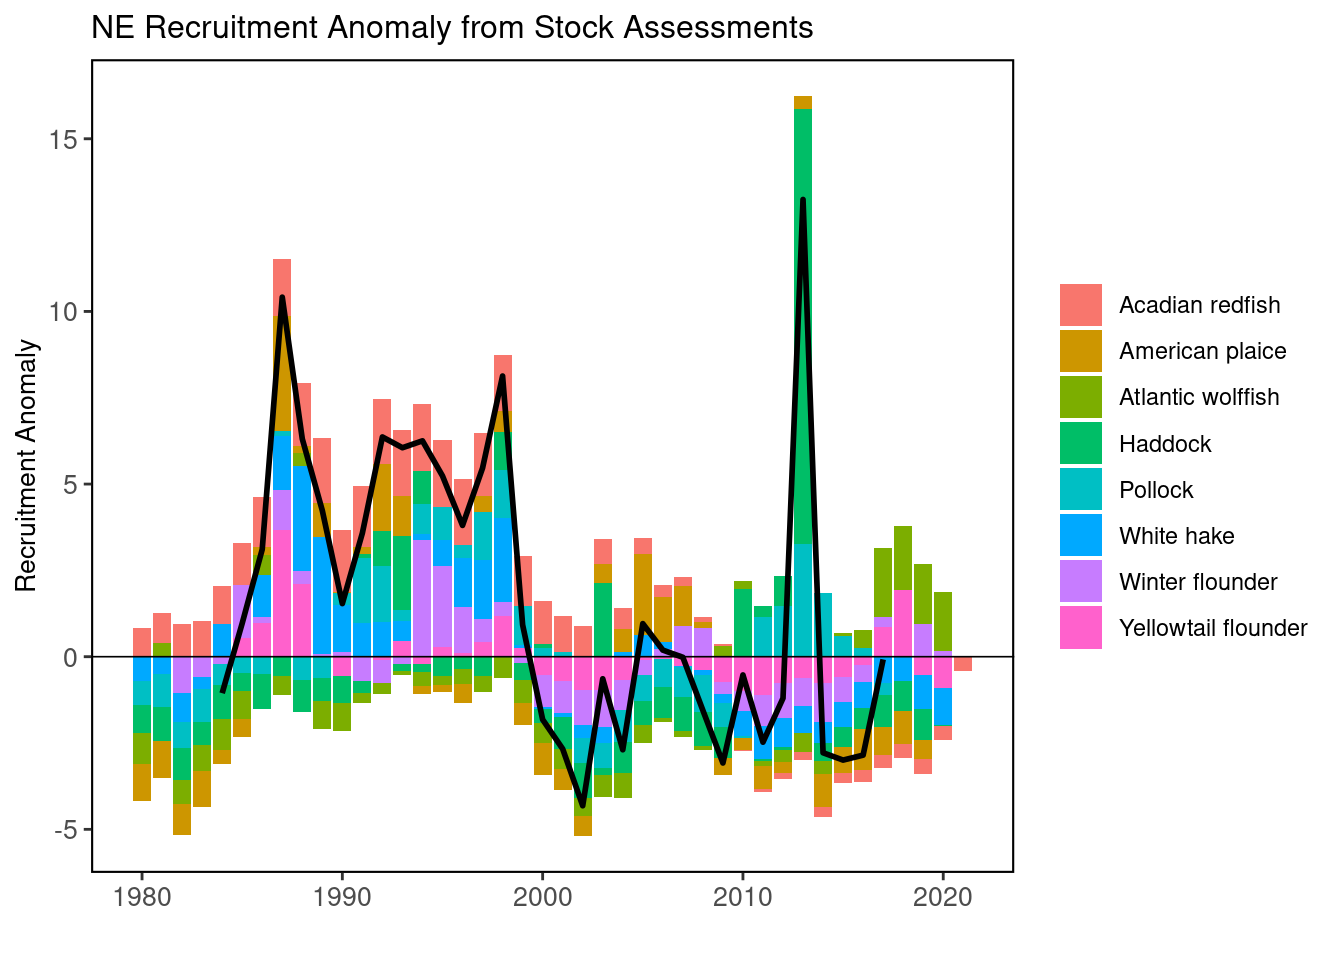 NE Recruitment Anomaly from Stock Assessments
Recruitment Anomaly
15
10
5
0
-5
1980
1990
2000
2010
2020
Acadian redfish
American plaice
Atlantic wolffish
Haddock
Pollock
White hake
Winter flounder
Yellowtail flounder